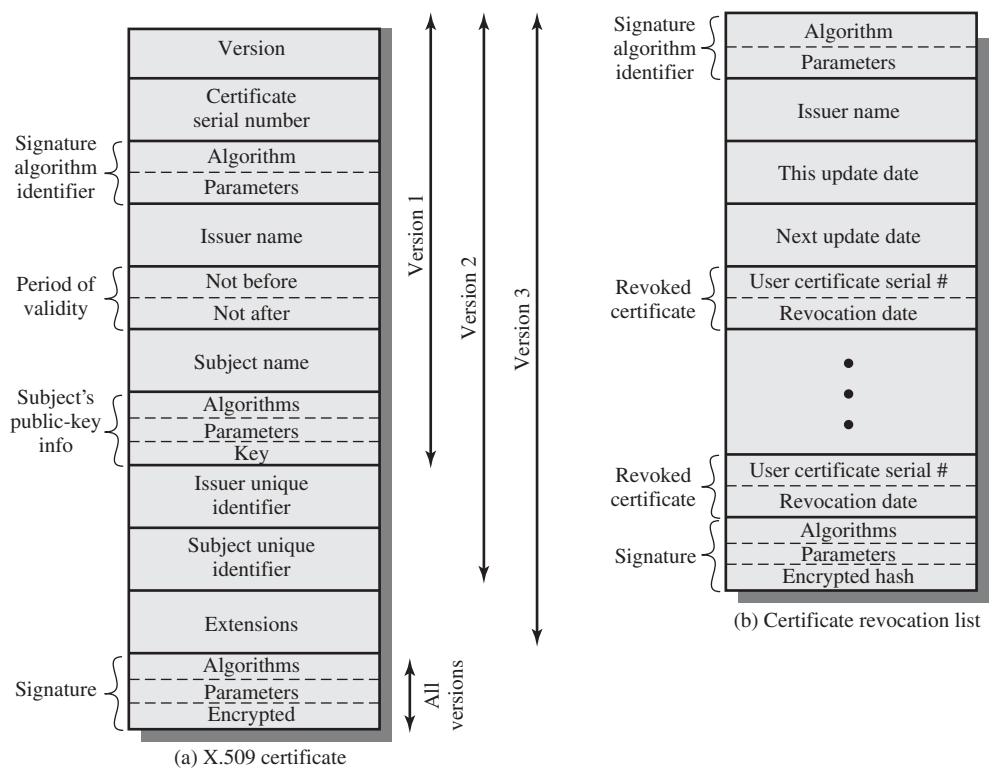 Version
Certificate
serial number
Signature
algorithm
identifier
Algorithm
Parameters
Issuer name
Period of
validity
Not before
Not after
Subject name
Subject's
public-key
info
Algorithms
Parameters
Key
Issuer unique
identifier
Subject unique
identifier
Extensions
Signature
Algorithms
Parameters
Encrypted
Version 1
Version 2
Version 3
All
versions
(a) X.509 certificate
Signature
algorithm
identifier
Algorithm
Parameters
Issuer name
This update date
Next update date
Revoked
certificate
User certificate serial #
Revocation date
Revoked
certificate
User certificate serial #
Revocation date
Signature
Algorithms
Parameters
Encrypted hash
(b) Certificate revocation list